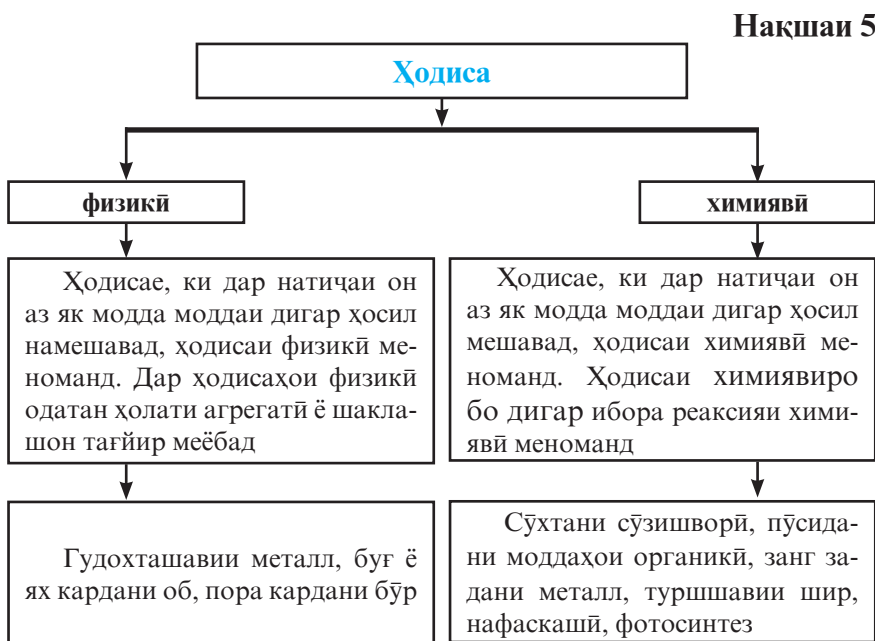 Нақшаи 5
Ҳодиса
физикӣ
химиявӣ
Ҳодисае, ки дар натиҷаи он
аз як модда моддаи дигар ҳосил
намешавад, ҳодисаи физикӣ ме-
номанд. Дар ҳодисаҳои физикӣ
одатан ҳолати агрегатӣ ё шакла-
шон тағйир меёбад
Ҳодисае, ки дар натиҷаи он
аз як модда моддаи дигар ҳосил
мешавад, ҳодисаи химиявӣ ме-
номанд. Ҳодисаи химиявиро
бо дигар ибора реаксияи хими-
явӣ меноманд
Гудохташавии металл, буғ ё
ях кардани об, пора кардани бӯр
Сӯхтани сӯзишворӣ, пӯсида-
ни моддаҳои органикӣ, занг за-
дани металл, туршшавии шир,
нафаскашӣ, фотосинтез